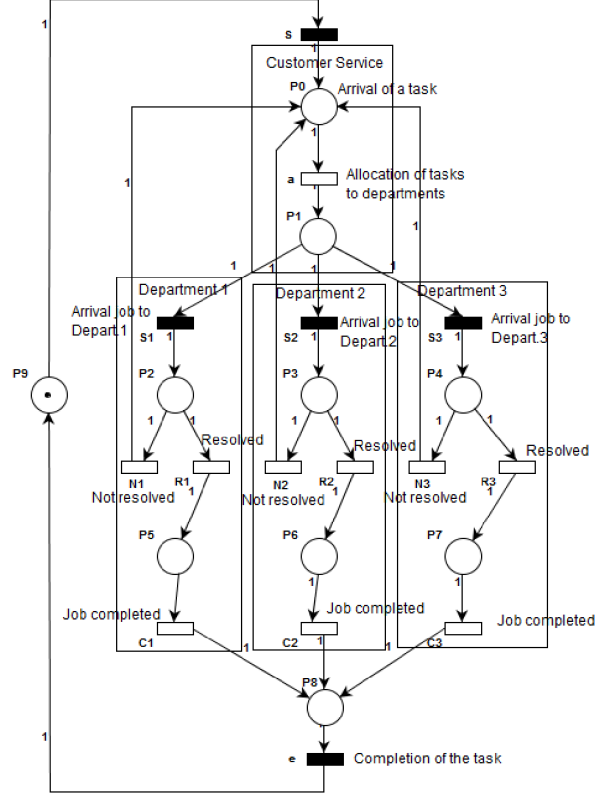 1
S
1
Customer Service
P0
Arrival of a task
1
1
a
Allocation of tasks
to departments
1
1
P1
1
1
1
1
Department 1
Department 2
Department 3
Arrival job to
Depart.1
Arrival job to
Depart.2
Arrival job to
Depart.3
S1
1
S2
1
S3
1
P9
P2
P3
P4
1
1
1
1
1
1
Resolved
Resolved
Resolved
N1
R1
N2
R2
N3
R3
Not resolved
Not resolved
Not resolved
1
1
1
P5
P6
P7
1
1
Job completed
Job completed
Job completed
C1
C2
C3
1
1
1
P8
1
e
Completion of the task